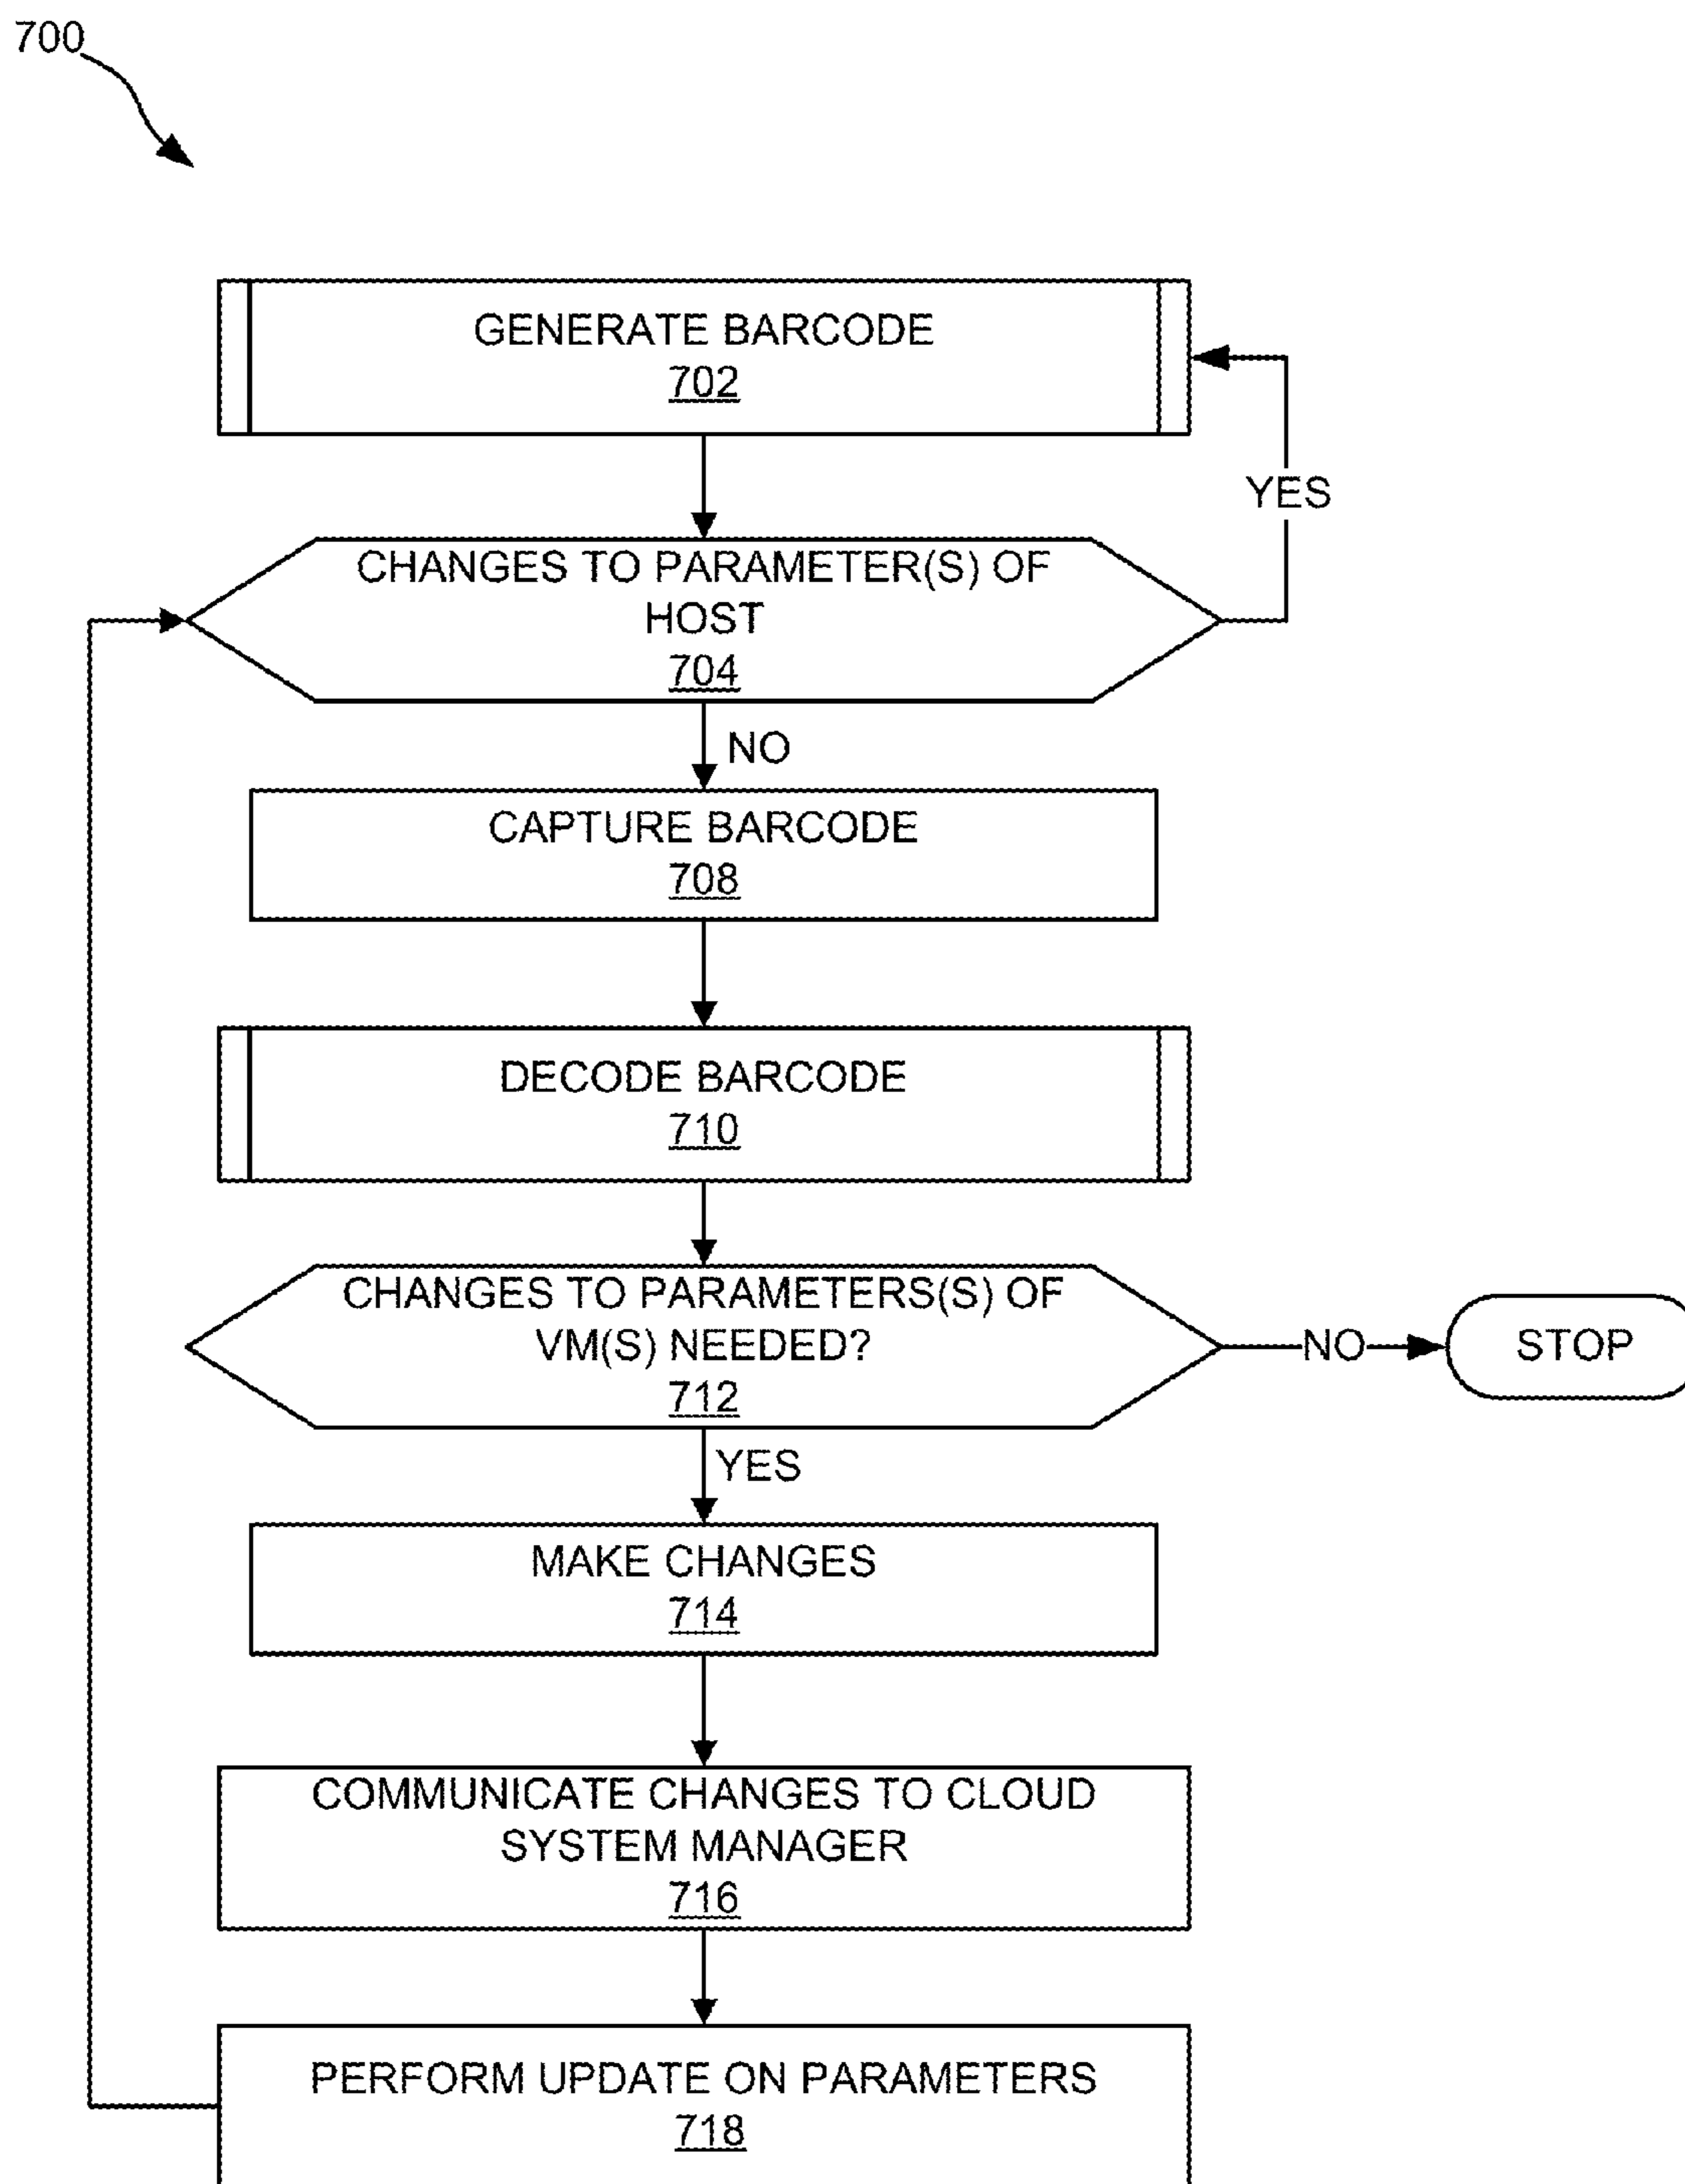 700
GENERATE BARCODE
702
YES
CHANGES TO PARAMETER(S) OF
HOST
704
NO
CAPTURE BARCODE
708
DECODE BARCODE
710
CHANGES TO PARAMETERS(S) OF
VM(S) NEEDED?
712
NO
STOP
YES
MAKE CHANGES
714
COMMUNICATE CHANGES TO CLOUD
SYSTEM MANAGER
716
PERFORM UPDATE ON PARAMETERS
718